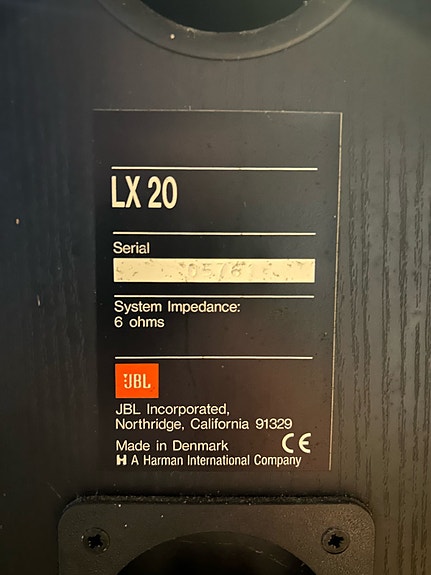 LX 20
Serial
System Impedance:
6 ohms
JBL
JBL Incorporated,
Northridge, California 91329
Made in Denmark CE
H A Harman International Company